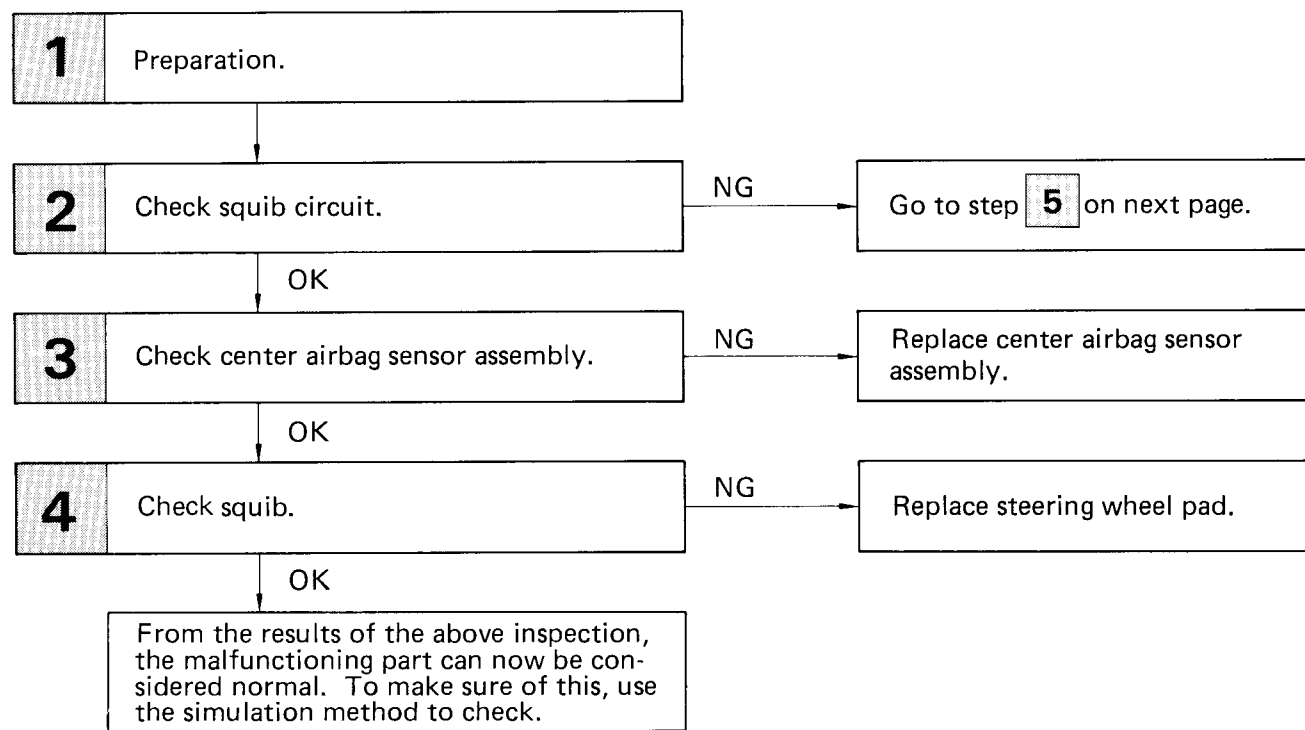 1 Preparation.
2 Check squib circuit.
NG
Go to step 5 on next page.
OK
3 Check center airbag sensor assembly.
NG
Replace center airbag sensor
assembly.
OK
4 Check squib.
NG
Replace steering wheel pad.
OK
From the results of the above inspection,
the malfunctioning part can now be con-
sidered normal. To make sure of this, use
the simulation method to check.